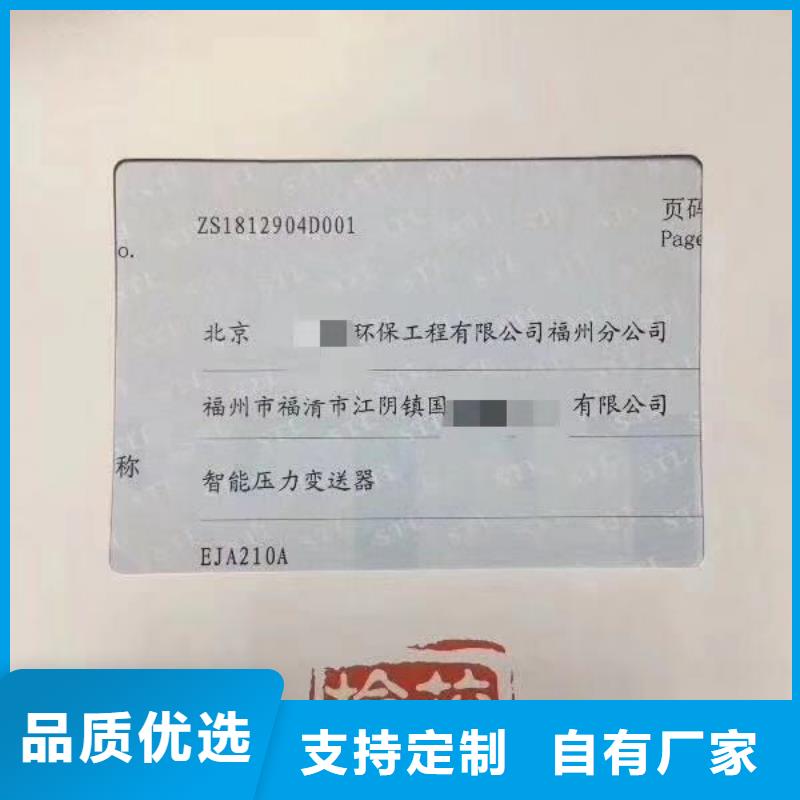 页码
ZS1812904D001
Page
o.
北京 环保工程有限公司福州分公司
福州市福清市江阴镇国 有限公司
称
智能压力变送器
EJA210A
STT
品质优选
支持定制 自有厂家